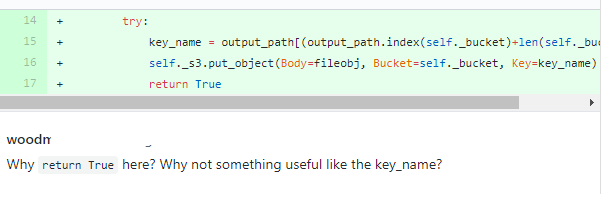 14 + try:
15 + key_name = output_path[(output_path.index(self._bucket)+len(self._bu
16 + self._s3.put_object(Body=fileobj, Bucket=self._bucket, Key=key_name)
17 + return True
Why return True here? Why not something useful like the key_name?